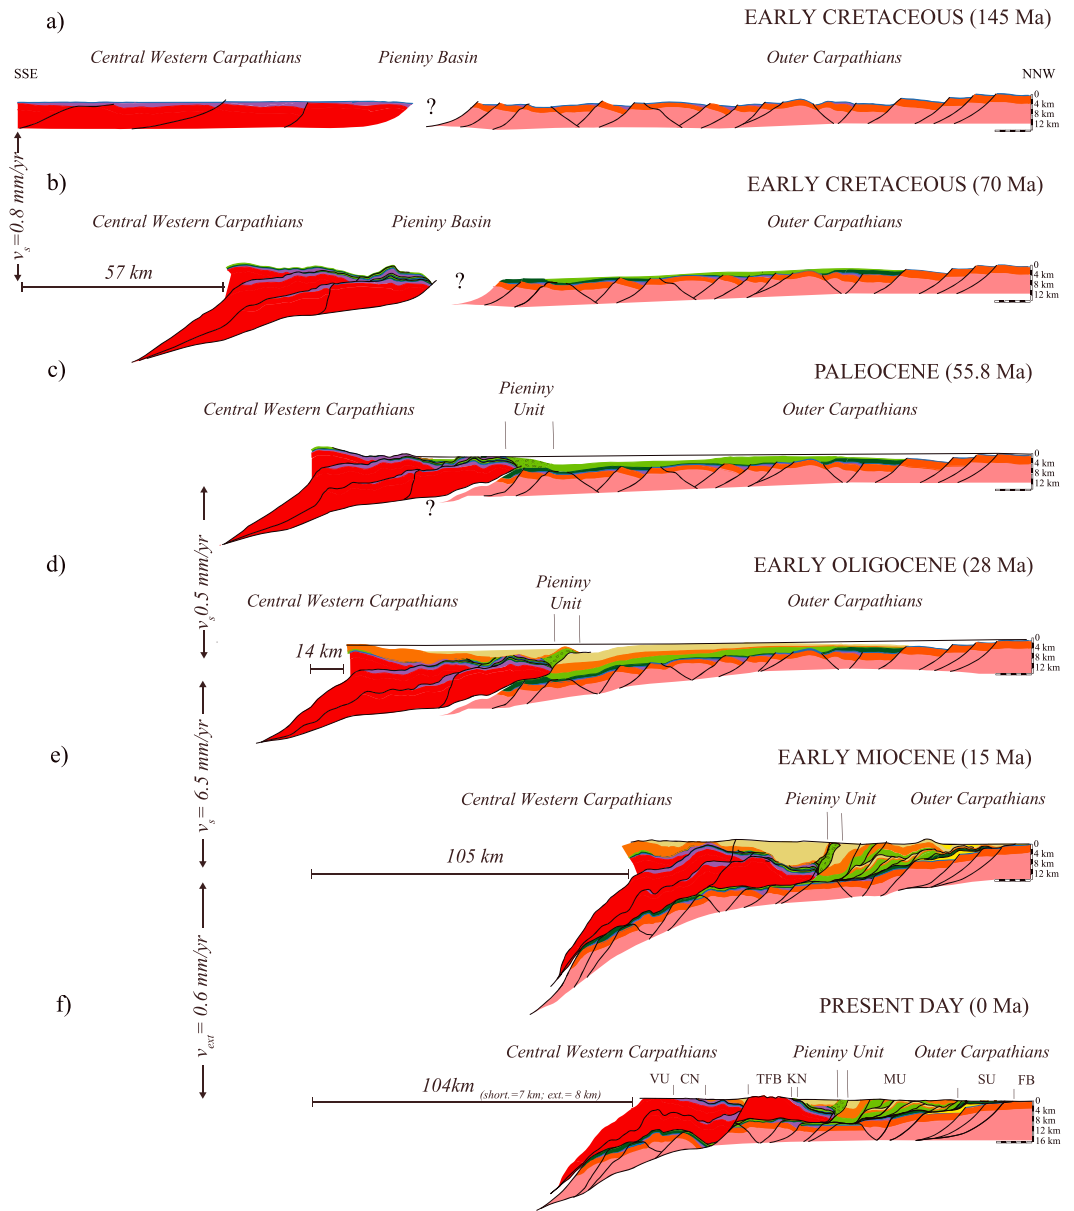 a)
EARLY CRETACEOUS (145 Ma)
Central Western Carpathians
Pieniny Basin
Outer Carpathians
SSE
NNW
?
0
4 km
8 km
12 km
v_s=0.8 mm/yr
b)
EARLY CRETACEOUS (70 Ma)
Central Western Carpathians
Pieniny Basin
Outer Carpathians
57 km
?
0
4 km
8 km
12 km
c)
PALEOCENE (55.8 Ma)
Pieniny
Unit
Central Western Carpathians
Outer Carpathians
?
0
4 km
8 km
12 km
v_s 0.5 mm/yr
d)
EARLY OLIGOCENE (28 Ma)
Pieniny
Unit
Central Western Carpathians
Outer Carpathians
14 km
0
4 km
8 km
12 km
v_s = 6.5 mm/yr
e)
EARLY MIOCENE (15 Ma)
Central Western Carpathians
Pieniny Unit
Outer Carpathians
105 km
0
4 km
8 km
12 km
v_ext = 0.6 mm/yr
f)
PRESENT DAY (0 Ma)
Central Western Carpathians
Pieniny Unit
Outer Carpathians
104km (short.=7 km; ext.= 8 km)
VU
CN
TFB
KN
MU
SU
FB
0
4 km
8 km
12 km
16 km